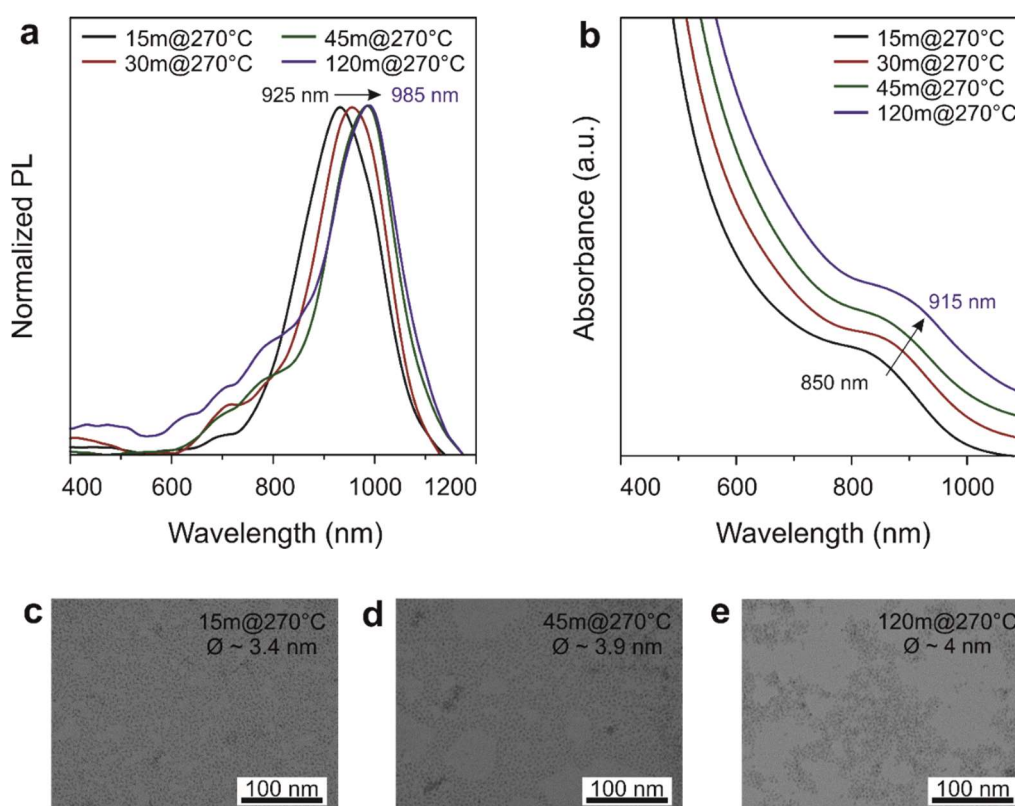 a
15m@270°C
30m@270°C
45m@270°C
120m@270°C
925 nm
985 nm
Normalized PL
400
600
800
1000
1200
Wavelength (nm)
b
15m@270°C
30m@270°C
45m@270°C
120m@270°C
915 nm
850 nm
Absorbance (a.u.)
400
600
800
1000
Wavelength (nm)
c
15m@270°C
Ø ~ 3.4 nm
100 nm
d
45m@270°C
Ø ~ 3.9 nm
100 nm
e
120m@270°C
Ø ~ 4 nm
100 nm